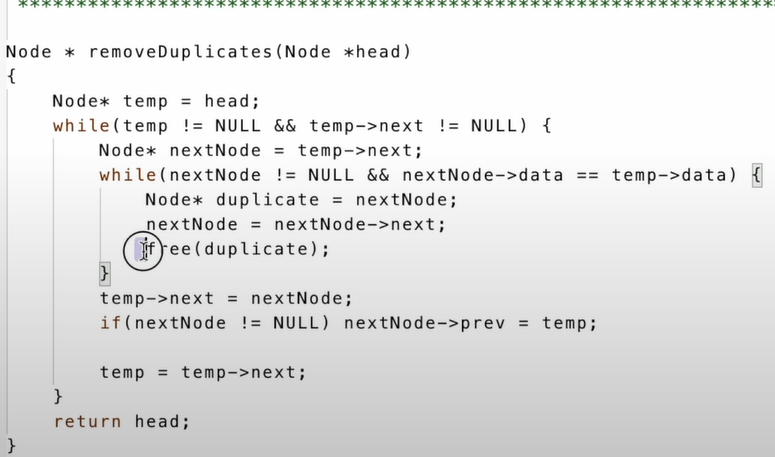 *****************************************************************
Node * removeDuplicates(Node *head)
{
    Node* temp = head;
    while(temp != NULL && temp->next != NULL) {
        Node* nextNode = temp->next;
        while(nextNode != NULL && nextNode->data == temp->data) {
            Node* duplicate = nextNode;
            nextNode = nextNode->next;
            free(duplicate);
        }
        temp->next = nextNode;
        if(nextNode != NULL) nextNode->prev = temp;
        temp = temp->next;
    }
    return head;
}